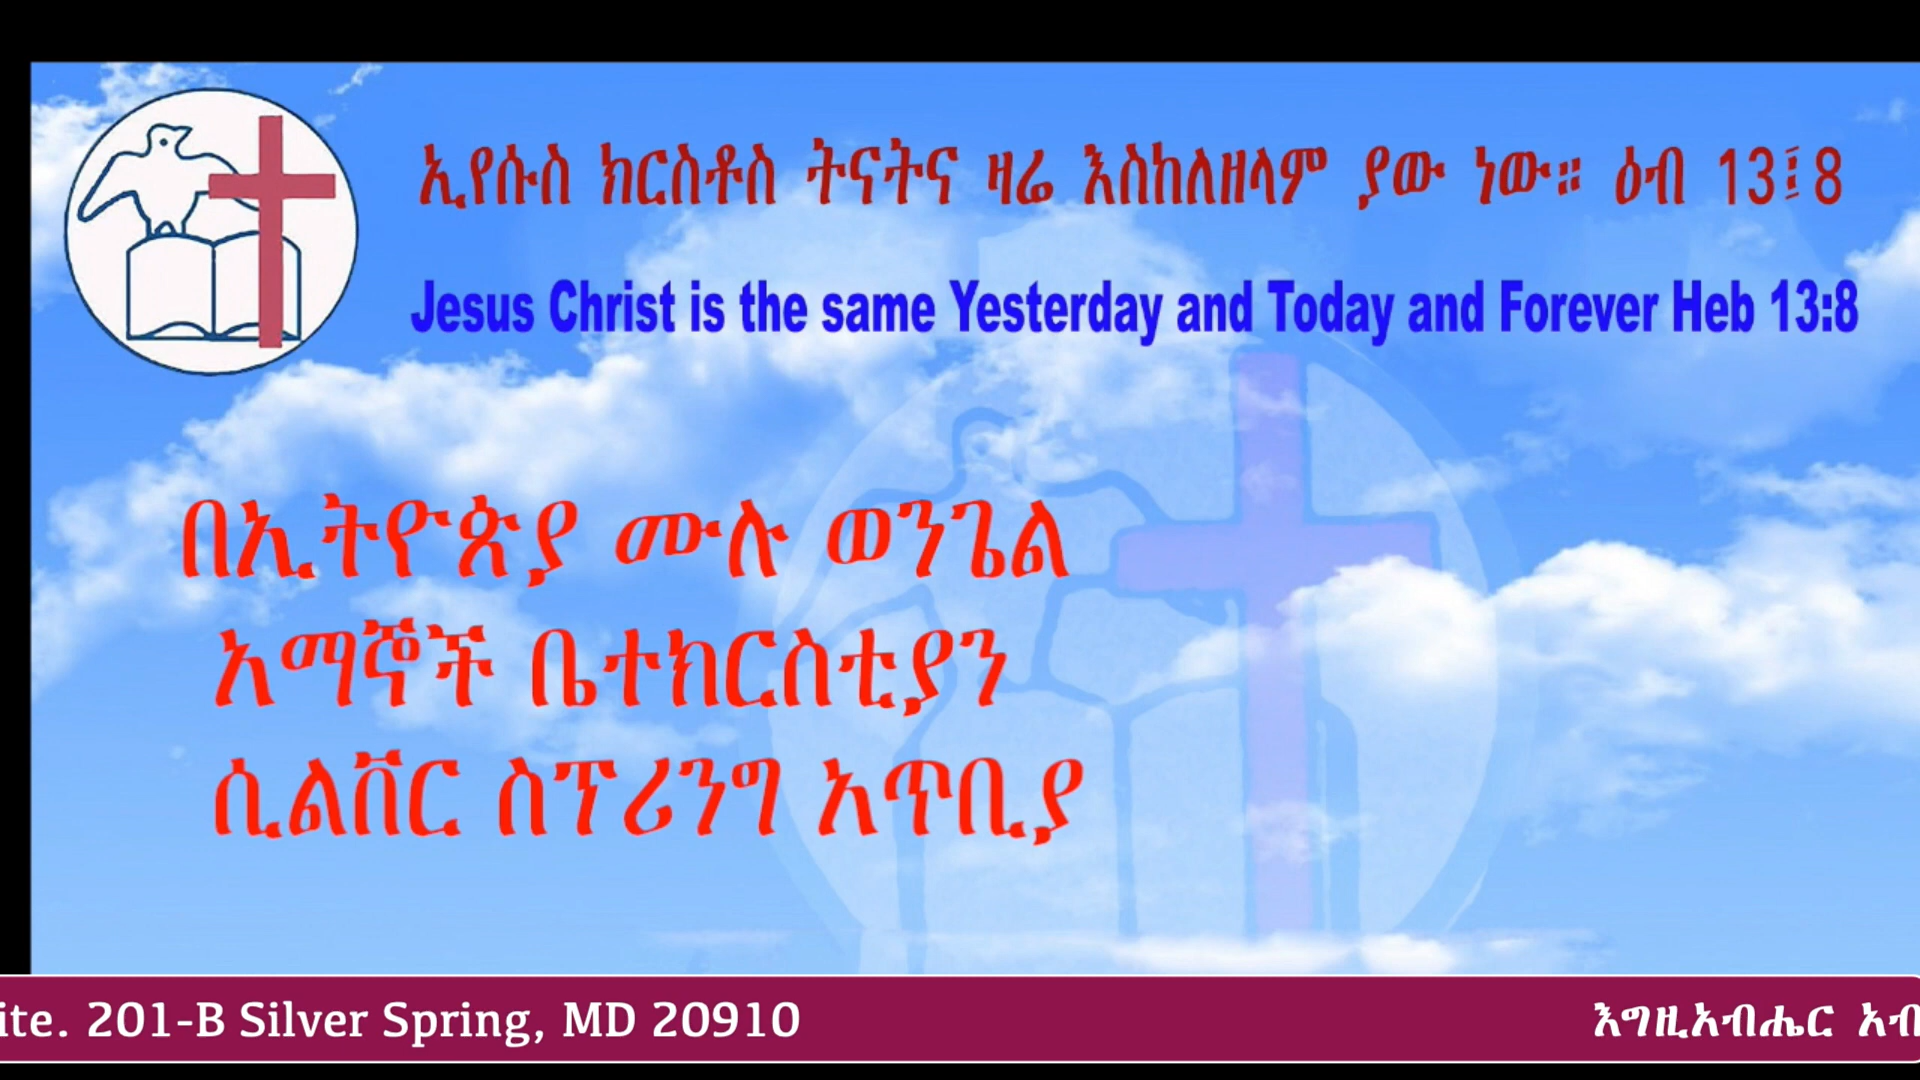 ኢየሱስ ክርስቶስ ትናትና ዛሬ እስከለዘላም ያው ነው። ዕብ 13፤8
Jesus Christ is the same Yesterday and Today and Forever Heb 13:8
በኢትዮጵያ ሙሉ ወንጌል
አማኞች ቤተክርስቲያን
ሲልቨር ስፕሪንግ አጥቢያ
ite. 201-B Silver Spring, MD 20910 እግዚአብሔር አብ